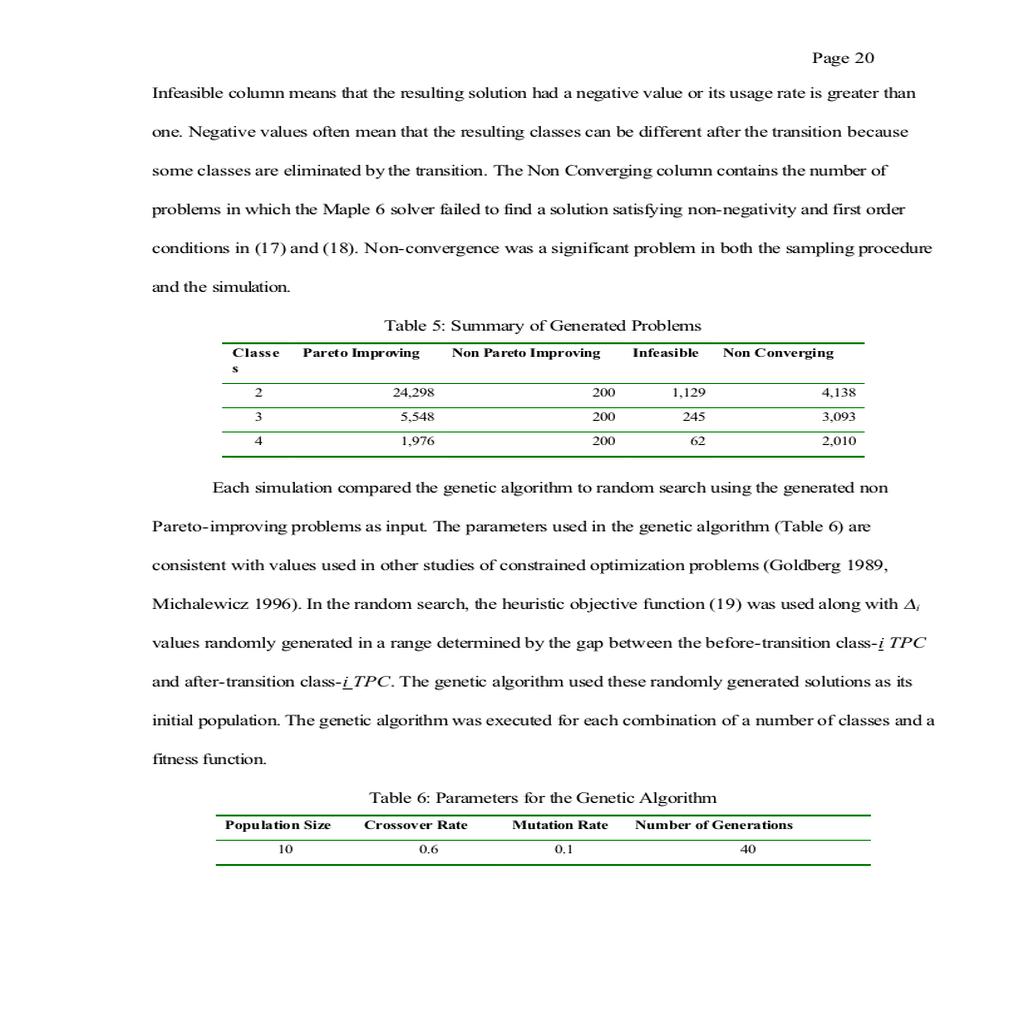 Page 20
Infeasible column means that the resulting solution had a negative value or its usage rate is greater than
one. Negative values often mean that the resulting classes can be different after the transition because
some classes are eliminated by the transition. The Non Converging column contains the number of
problems in which the Maple 6 solver failed to find a solution satisfying non-negativity and first order
conditions in (17) and (18). Non-convergence was a significant problem in both the sampling procedure
and the simulation.
Table 5: Summary of Generated Problems
Classe Pareto Improving Non Pareto Improving Infeasible Non Converging
s
2 24,298 200 1,129 4,138
3 5,548 200 245 3,093
4 1,976 200 62 2,010
Each simulation compared the genetic algorithm to random search using the generated non
Pareto-improving problems as input. The parameters used in the genetic algorithm (Table 6) are
consistent with values used in other studies of constrained optimization problems (Goldberg 1989,
Michalewicz 1996). In the random search, the heuristic objective function (19) was used along with Δi
values randomly generated in a range determined by the gap between the before-transition class-i TPC
and after-transition class-i TPC. The genetic algorithm used these randomly generated solutions as its
initial population. The genetic algorithm was executed for each combination of a number of classes and a
fitness function.
Table 6: Parameters for the Genetic Algorithm
Population Size Crossover Rate Mutation Rate Number of Generations
10 0.6 0.1 40